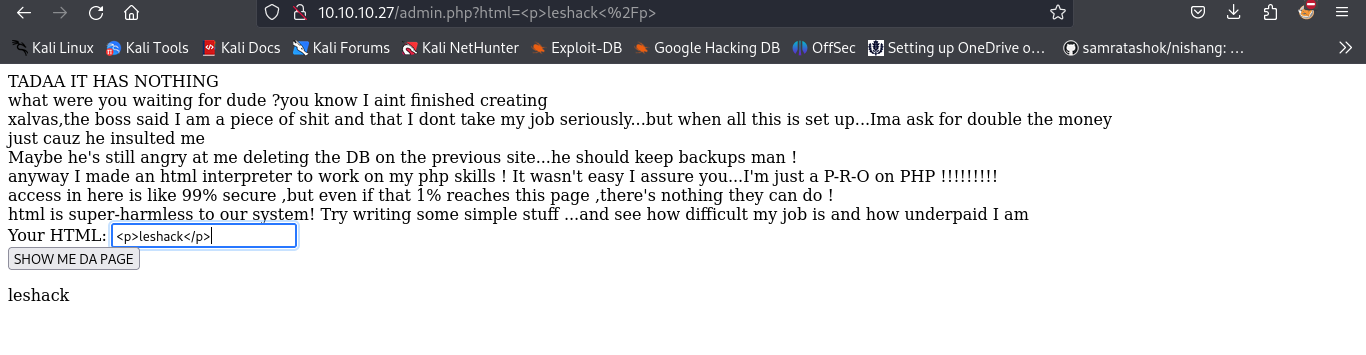 10.10.10.27/admin.php?html=<p>leshack<%2Fp>
Kali Linux Kali Tools Kali Docs Kali Forums Kali NetHunter Exploit-DB Google Hacking DB OffSec Setting up OneDrive o… samratashok/nishang: …
TADAA IT HAS NOTHING
what were you waiting for dude ?you know I aint finished creating
xalvas,the boss said I am a piece of shit and that I dont take my job seriously...but when all this is set up...Ima ask for double the money
just cauz he insulted me
Maybe he's still angry at me deleting the DB on the previous site...he should keep backups man !
anyway I made an html interpreter to work on my php skills ! It wasn't easy I assure you...I'm just a P-R-O on PHP !!!!!!!!!
access in here is like 99% secure ,but even if that 1% reaches this page ,there's nothing they can do !
html is super-harmless to our system! Try writing some simple stuff ...and see how difficult my job is and how underpaid I am
Your HTML: <p>leshack</p>
SHOW ME DA PAGE
leshack